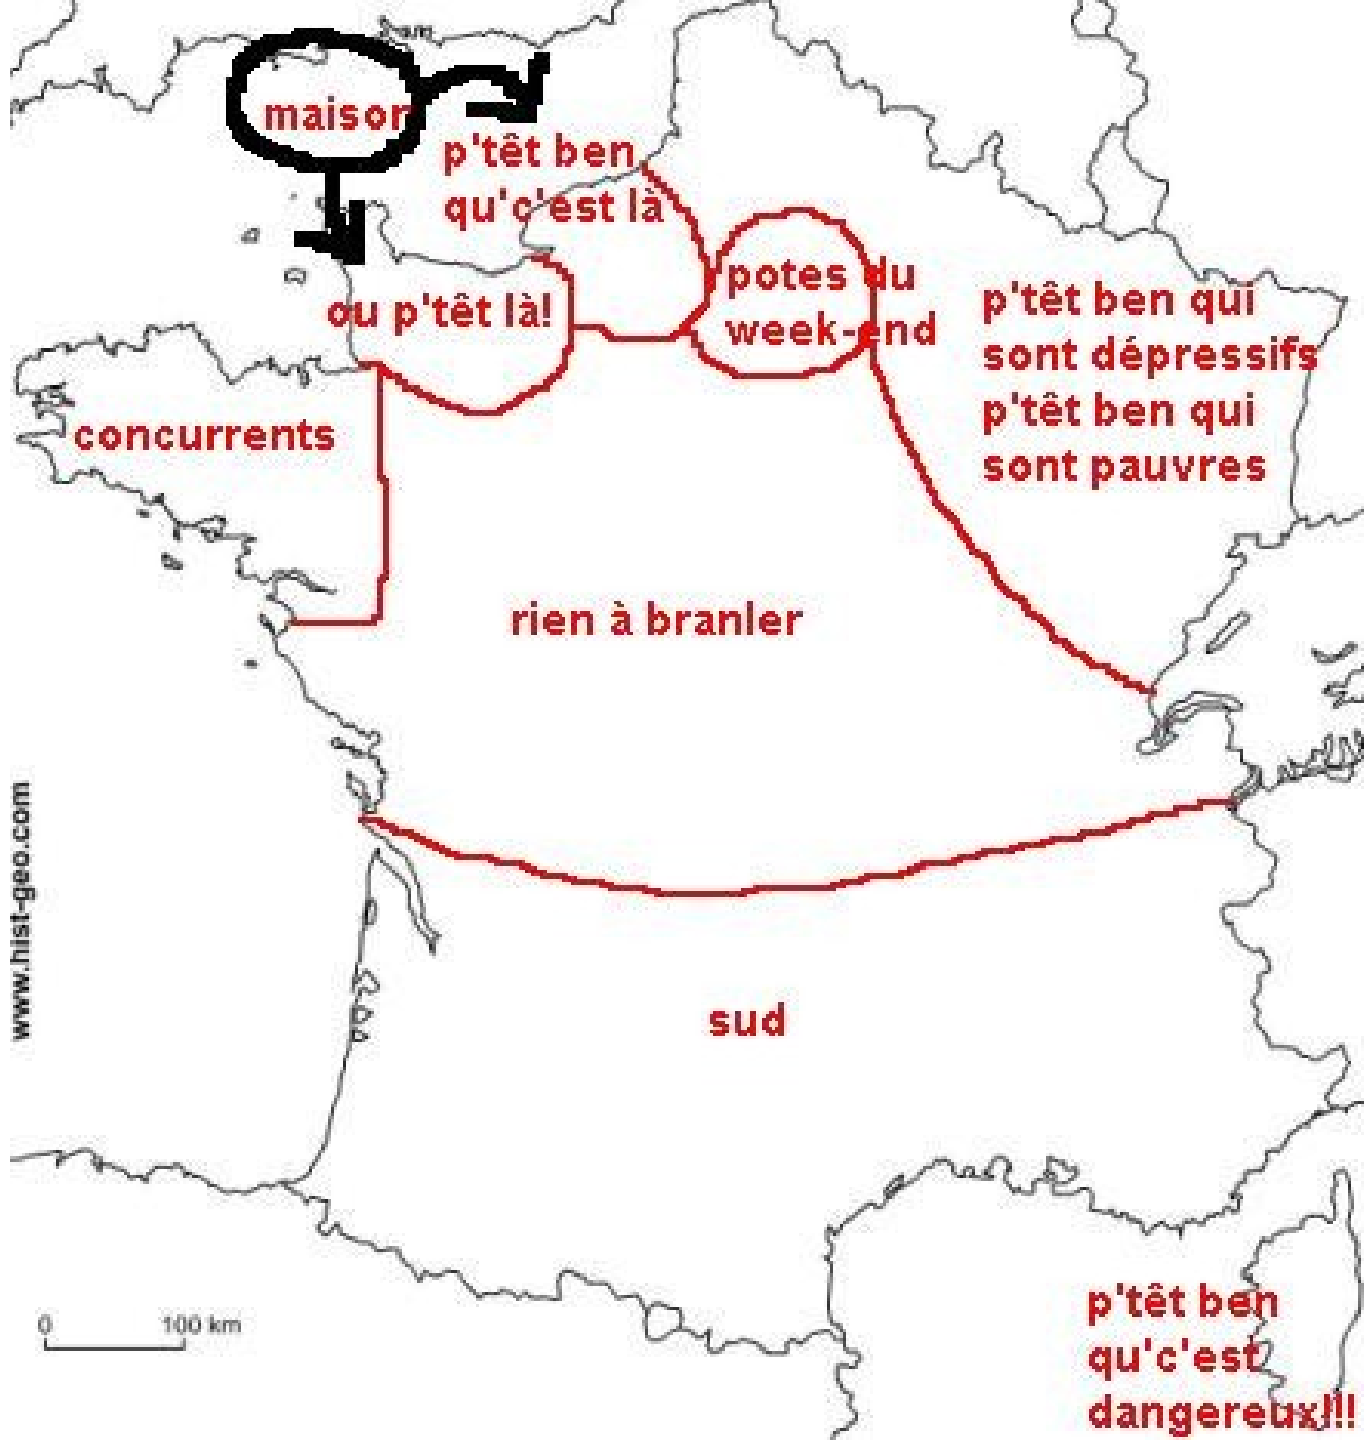 maison
p'têt ben
qu'c'est là
potes du
week-end
p'têt ben qui
sont dépressifs
p'têt ben qui
sont pauvres
ou p'têt là!
concurrents
rien à branler
www.hist-geo.com
sud
p'têt ben
qu'c'est
dangereux!!!
0 100 km